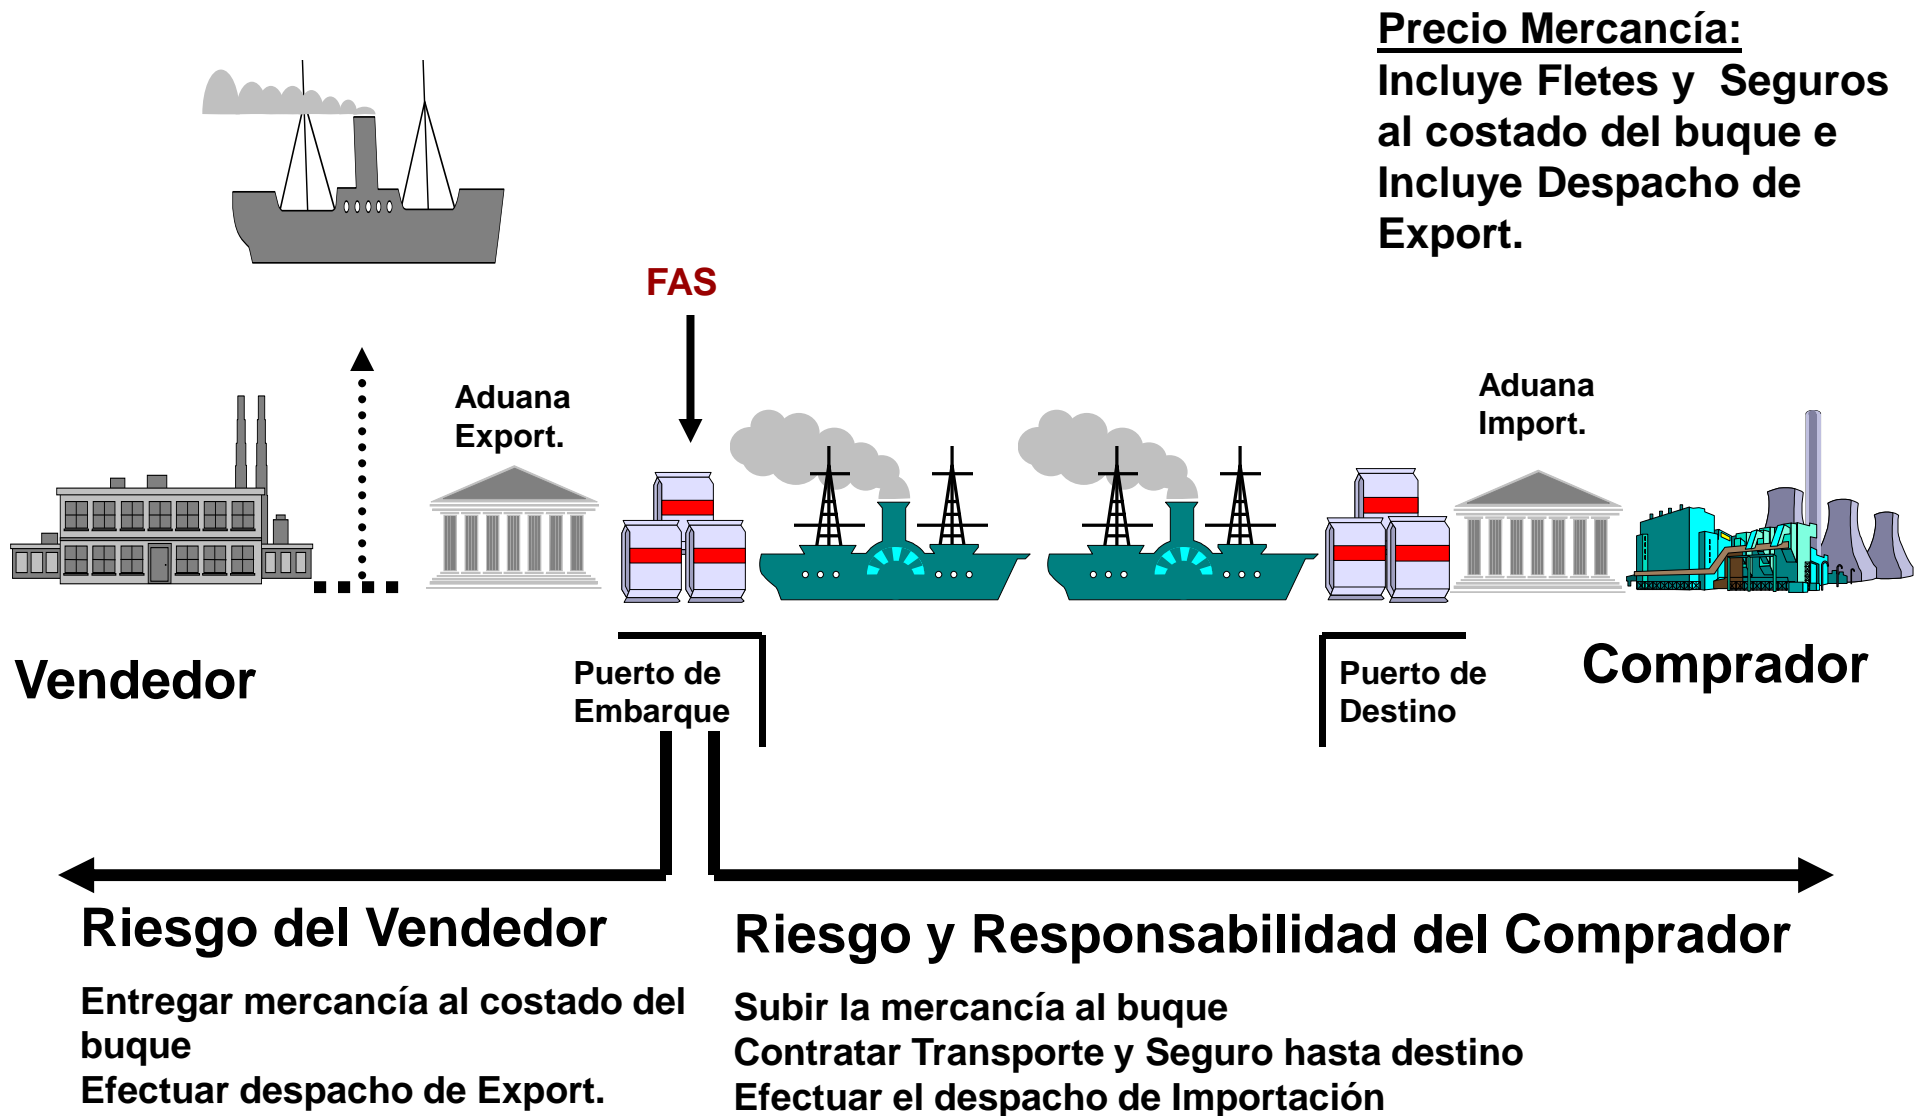 Precio Mercancía:
Incluye Fletes y  Seguros
al costado del buque e
Incluye Despacho de
Export.
FAS
Aduana
Export.
Aduana
Import.
Vendedor
Puerto de
Embarque
Puerto de
Destino
Comprador
Riesgo del Vendedor
Entregar mercancía al costado del
buque
Efectuar despacho de Export.
Riesgo y Responsabilidad del Comprador
Subir la mercancía al buque
Contratar Transporte y Seguro hasta destino
Efectuar el despacho de Importación